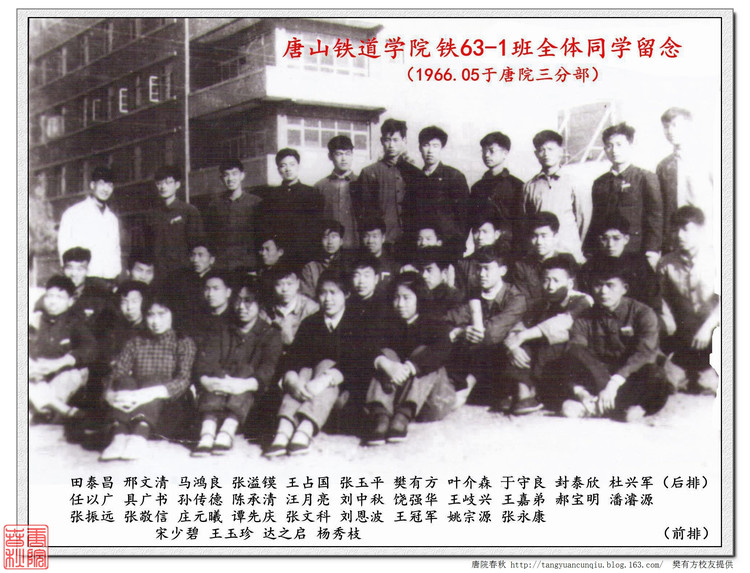 唐山铁道学院 铁63-1班全体同学留念
(1966.05于唐院三分部)
田泰昌 邢文清 马鸿良 张溢镁 王占国 张玉平 樊有方 叶介森 于守良 封泰欣 杜兴军 (后排)
任以广 具广书 孙传德 陈承清 汪月亮 刘中秋 饶强华 王岐兴 王嘉弟 郝宝明 潘濬源
张振远 张敬信 庄元曦 谭先庆 张文科 刘恩波 王冠军 姚宗源 张永康
宋少碧 王玉珍 达之启 杨秀枝 (前排)
唐院春秋
唐院春秋 http://tangyuancunqiu.blog.163.com/ 樊有方校友提供